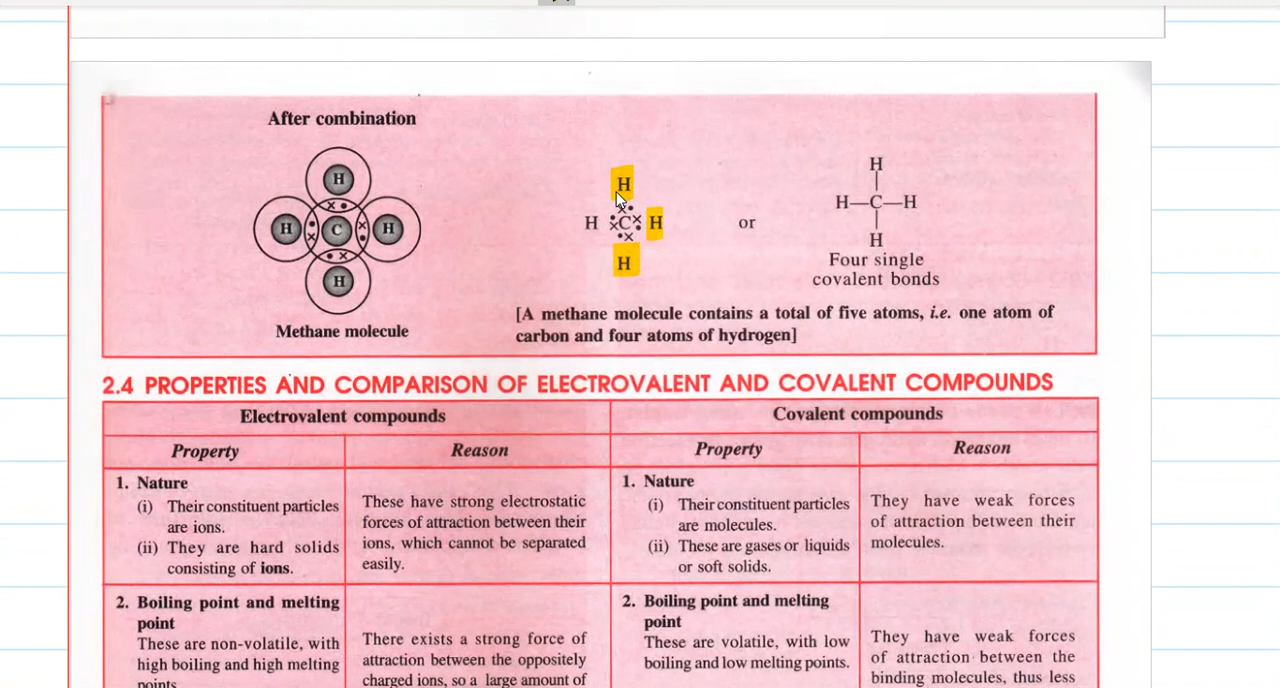 After combination
H
H C H
H
Methane molecule
H
H C H
H
or
H
H—C—H
H
Four single
covalent bonds
[A methane molecule contains a total of five atoms, i.e. one atom of
carbon and four atoms of hydrogen]
2.4 PROPERTIES AND COMPARISON OF ELECTROVALENT AND COVALENT COMPOUNDS
Electrovalent compounds
Covalent compounds
Property
Reason
Property
Reason
1. Nature
(i) Their constituent particles
are ions.
(ii) They are hard solids
consisting of ions.
These have strong electrostatic
forces of attraction between their
ions, which cannot be separated
easily.
1. Nature
(i) Their constituent particles
are molecules.
(ii) These are gases or liquids
or soft solids.
They have weak forces
of attraction between their
molecules.
2. Boiling point and melting
point
These are non-volatile, with
high boiling and high melting
points
There exists a strong force of
attraction between the oppositely
charged ions, so a large amount of
2. Boiling point and melting
point
These are volatile, with low
boiling and low melting points.
They have weak forces
of attraction between the
binding molecules, thus less